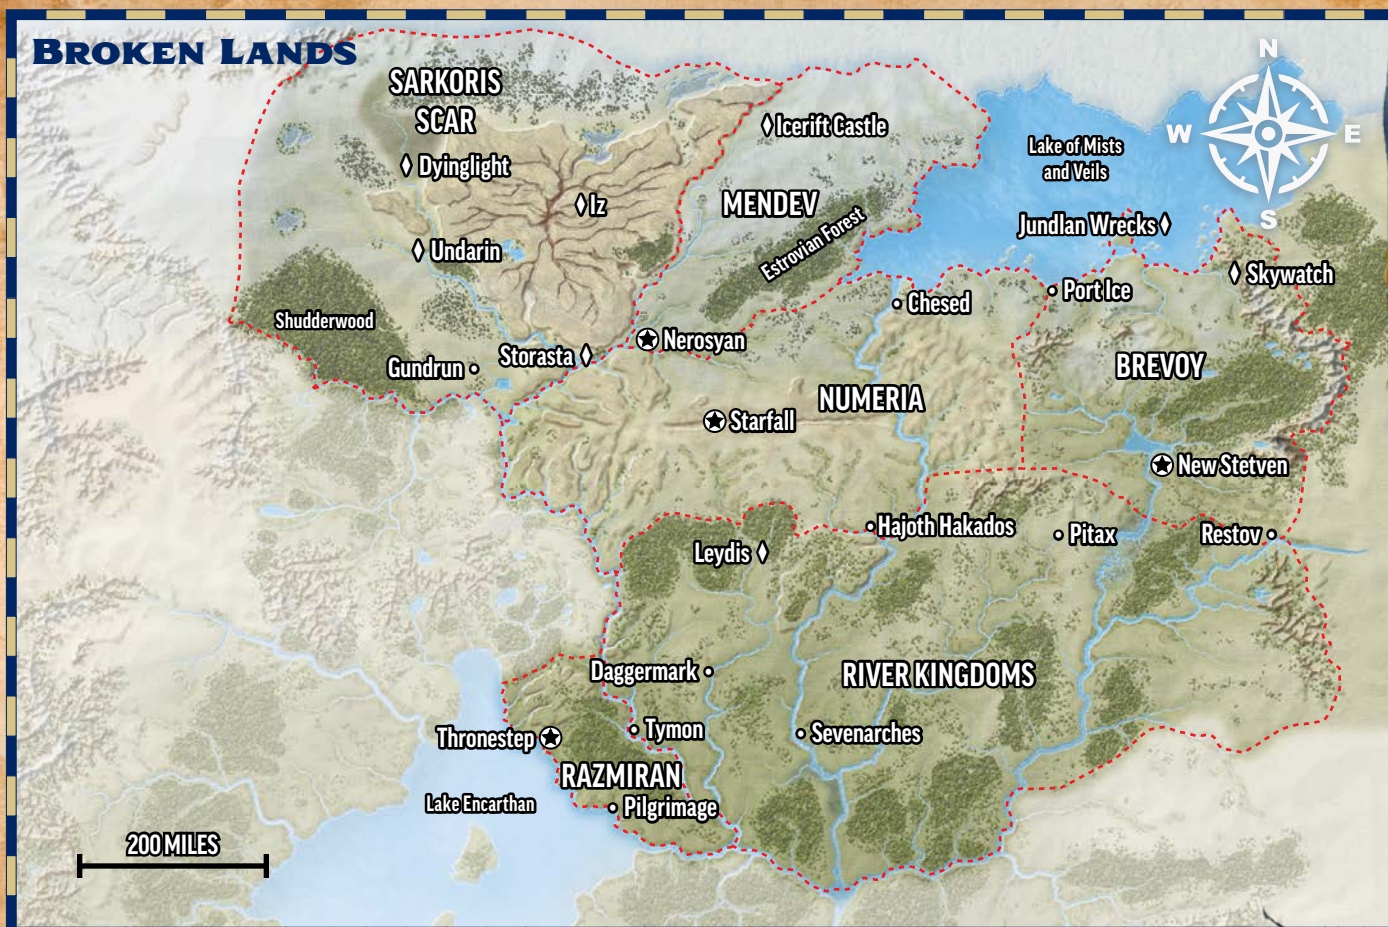 BROKEN LANDS
N
W
E
S
SARKORIS
SCAR
Icerift Castle
Lake of Mists
and Veils
Dyinglight
Iz
MENDEV
Estrovian Forest
Jundlan Wrecks
Undarin
Skywatch
Port Ice
Chesed
Shudderwood
Nerosyan
Storasta
Gundrun
BREVOY
NUMERIA
Starfall
New Stetven
Hajoth Hakados
Pitax
Restov
Leydis
Daggermark
RIVER KINGDOMS
Tymon
Sevenarches
Thronestep
RAZMIRAN
Lake Encarthan
Pilgrimage
200 MILES